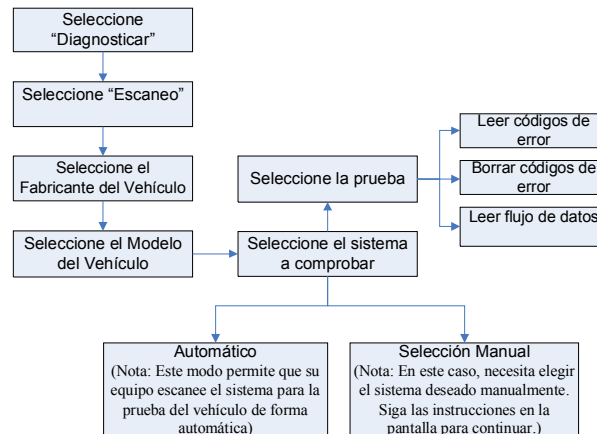 Seleccione
“Diagnosticar”
Seleccione “Escaneo”
Seleccione el
Fabricante del Vehículo
Seleccione el Modelo
del Vehículo
Seleccione la prueba
Seleccione el sistema
a comprobar
Leer códigos de
error
Borrar códigos de
error
Leer flujo de datos
Automático
(Nota: Este modo permite que su
equipo escanee el sistema para la
prueba del vehículo de forma
automática)
Selección Manual
(Nota: En este caso, necesita elegir
el sistema deseado manualmente.
Siga las instrucciones en la
pantalla para continuar.)